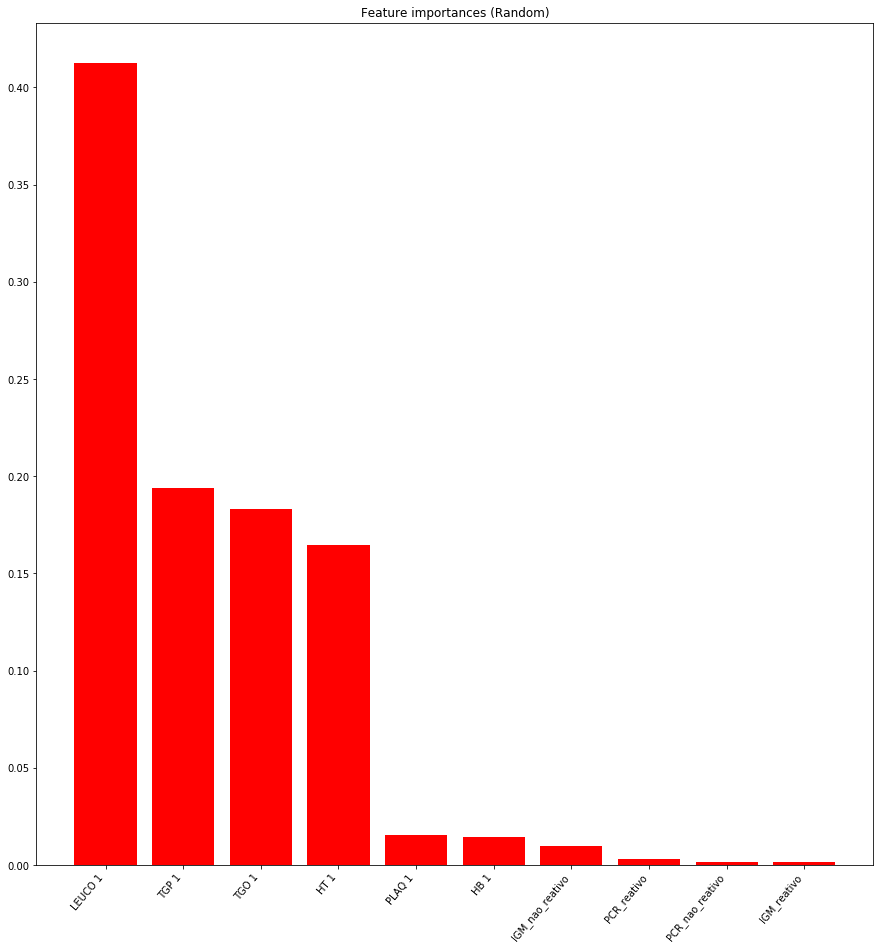 Feature importances (Random)
0.40
0.35
0.30
0.25
0.20
0.15
0.10
0.05
0.00
LEUCO 1
TGP 1
TGO 1
HT 1
PLAQ 1
HB 1
IGM_nao_reativo
PCR_reativo
PCR_nao_reativo
IGM_reativo